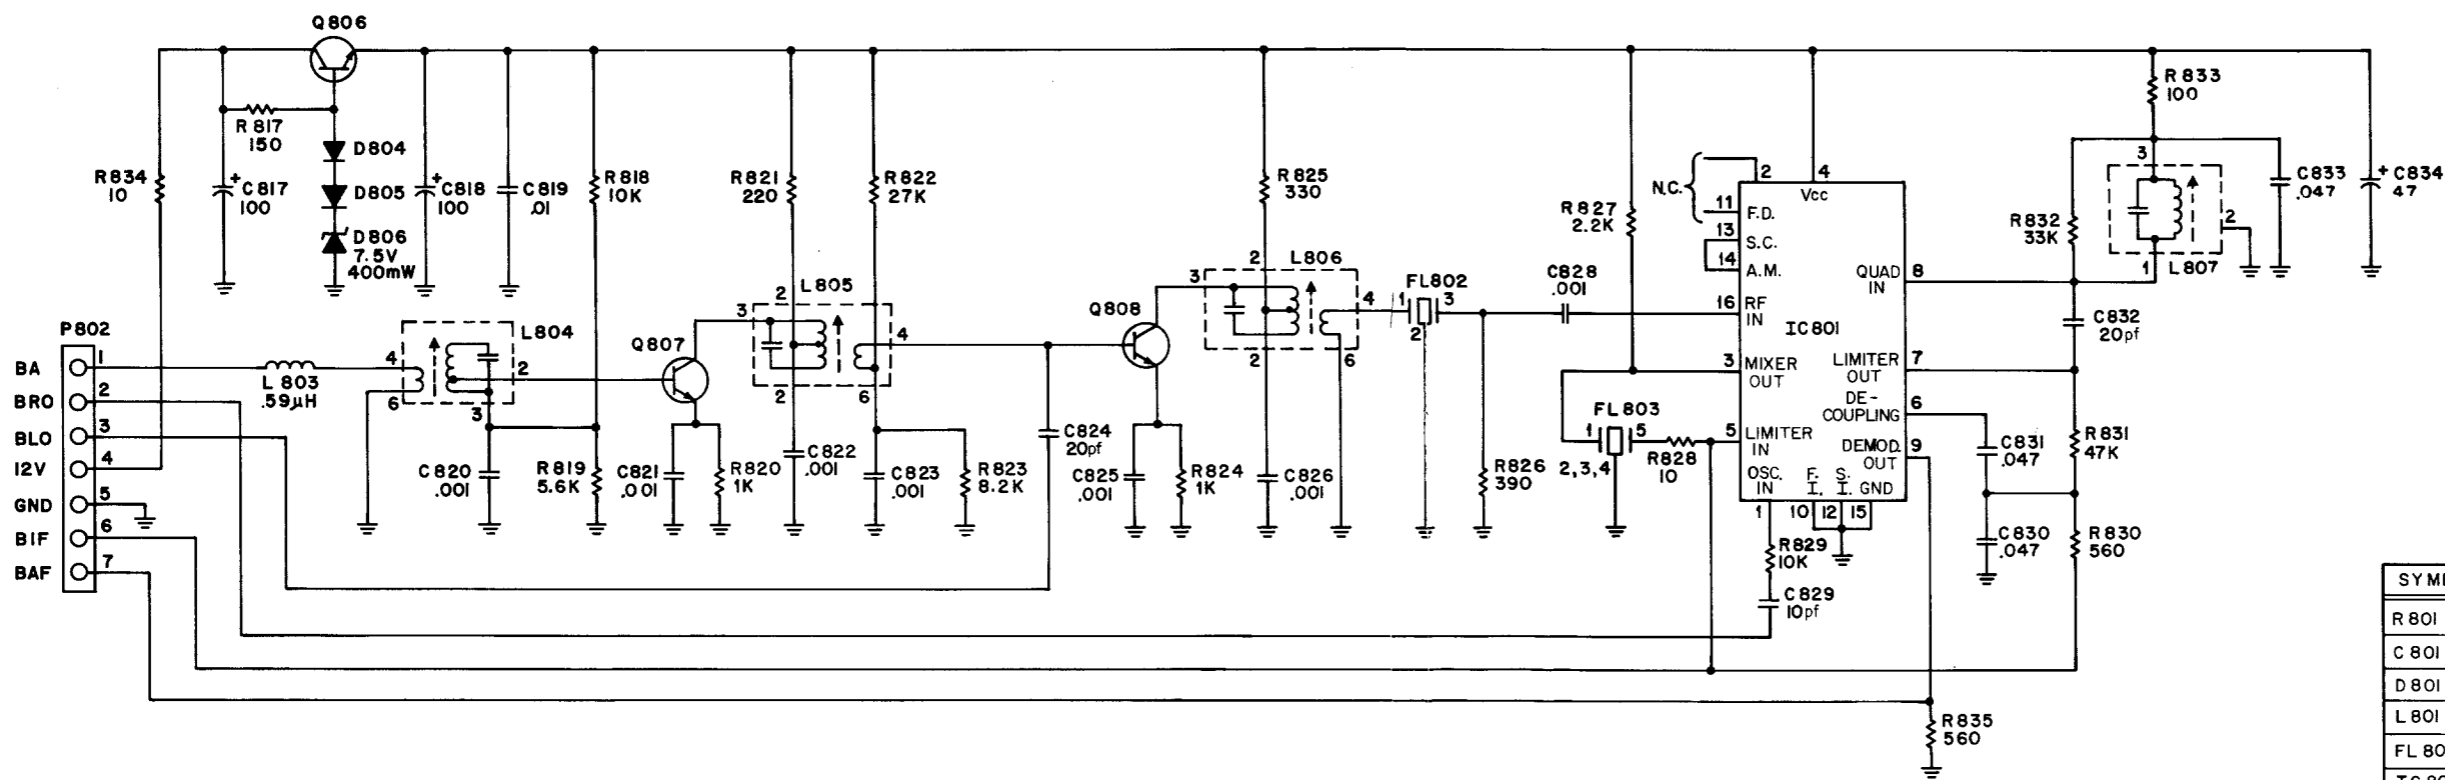 Q806
R817
150
D804
D805
D806
7.5V
400mW
R834
10
+
C817
100
+
C818
100
C819
.01
R818
10K
R821
220
R822
27K
R825
330
R827
2.2K
N.C.
2
4
Vcc
11
F.D.
13
S.C.
14
A.M.
16
RF
IN
IC801
3
MIXER
OUT
5
LIMITER
IN
OSC.
IN
F.
I.
S.
I.
GND
1
10
12
15
QUAD
IN
8
LIMITER
OUT
7
DE-
COUPLING
6
DEMOD.
OUT
9
R833
100
3
R832
33K
2
1
L807
C833
.047
+
C834
47
C832
20pf
R831
47K
C831
.047
C830
.047
R830
560
R829
10K
C829
10pf
R835
560
P802
BA
1
BRO
2
BLO
3
12V
4
GND
5
BIF
6
BAF
7
L803
.59µH
4
6
L804
2
3
C820
.001
R819
5.6K
Q807
C821
.001
R820
1K
3
2
L805
4
2
6
C822
.001
C823
.001
R823
8.2K
C824
20pf
Q808
C825
.001
R824
1K
3
2
L806
4
2
6
C826
.001
FL802
1
3
2
R826
390
C828
.001
FL803
1
5
2,3,4
R828
10
R801
C801
D801
L801